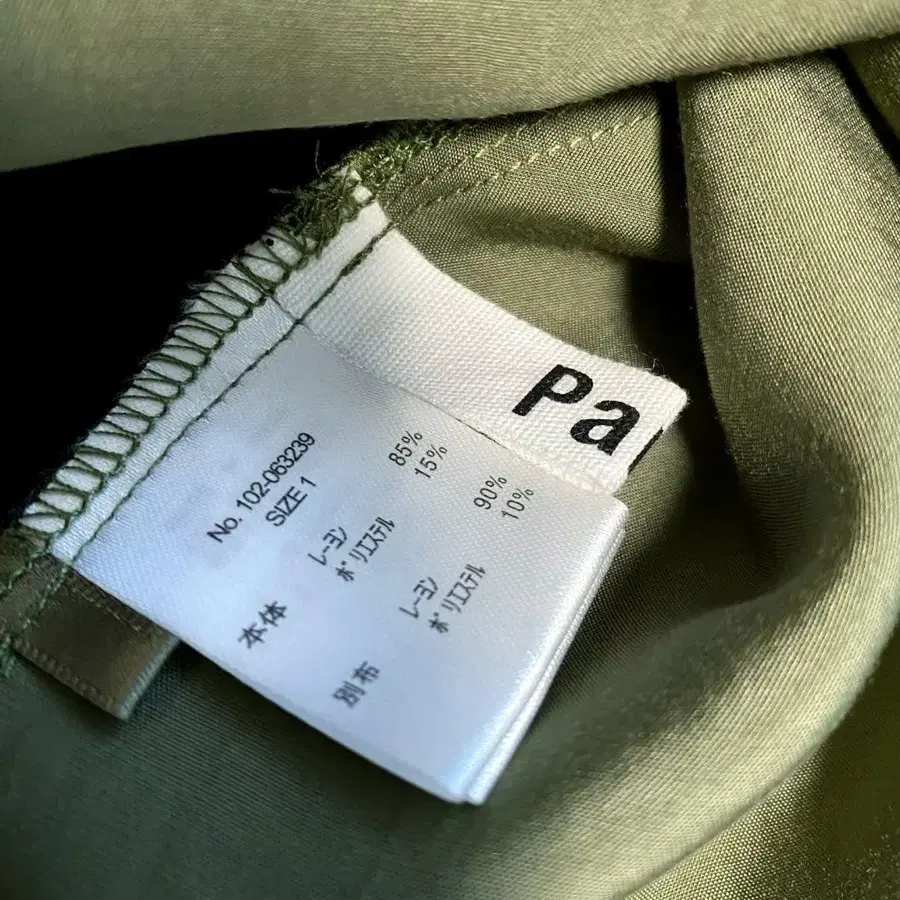 Pa
No. 102-063239
SIZE 1
本体 レーヨン 85%
ポリエステル 15%
別布 レーヨン 90%
ポリエステル 10%